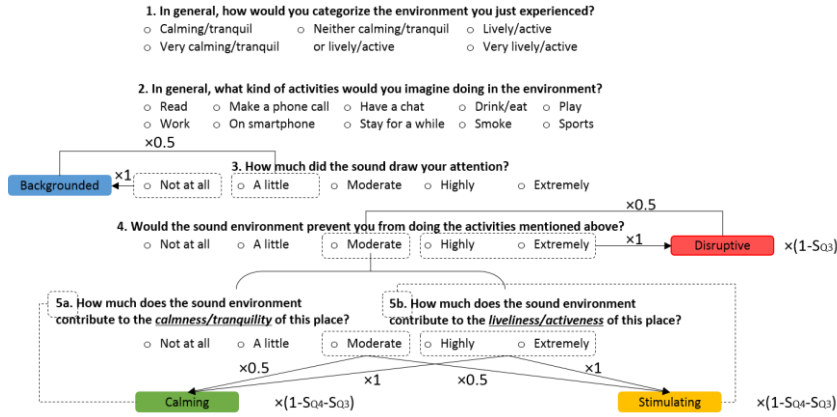 1. In general, how would you categorize the environment you just experienced?
○ Calming/tranquil ○ Neither calming/tranquil ○ Lively/active
○ Very calming/tranquil or lively/active ○ Very lively/active
2. In general, what kind of activities would you imagine doing in the environment?
○ Read ○ Make a phone call ○ Have a chat ○ Drink/eat ○ Play
○ Work ○ On smartphone ○ Stay for a while ○ Smoke ○ Sports
×0.5
3. How much did the sound draw your attention?
Backgrounded ×1 ○ Not at all ○ A little ○ Moderate ○ Highly ○ Extremely
×0.5
4. Would the sound environment prevent you from doing the activities mentioned above?
○ Not at all ○ A little ○ Moderate ○ Highly ○ Extremely ×1 Disruptive ×(1-SQ3)
5a. How much does the sound environment
contribute to the calmness/tranquility of this place?
5b. How much does the sound environment
contribute to the liveliness/activeness of this place?
○ Not at all ○ A little ○ Moderate ○ Highly ○ Extremely
×0.5 ×1 ×0.5 ×1
Calming ×(1-SQ4-SQ3) Stimulating ×(1-SQ4-SQ3)